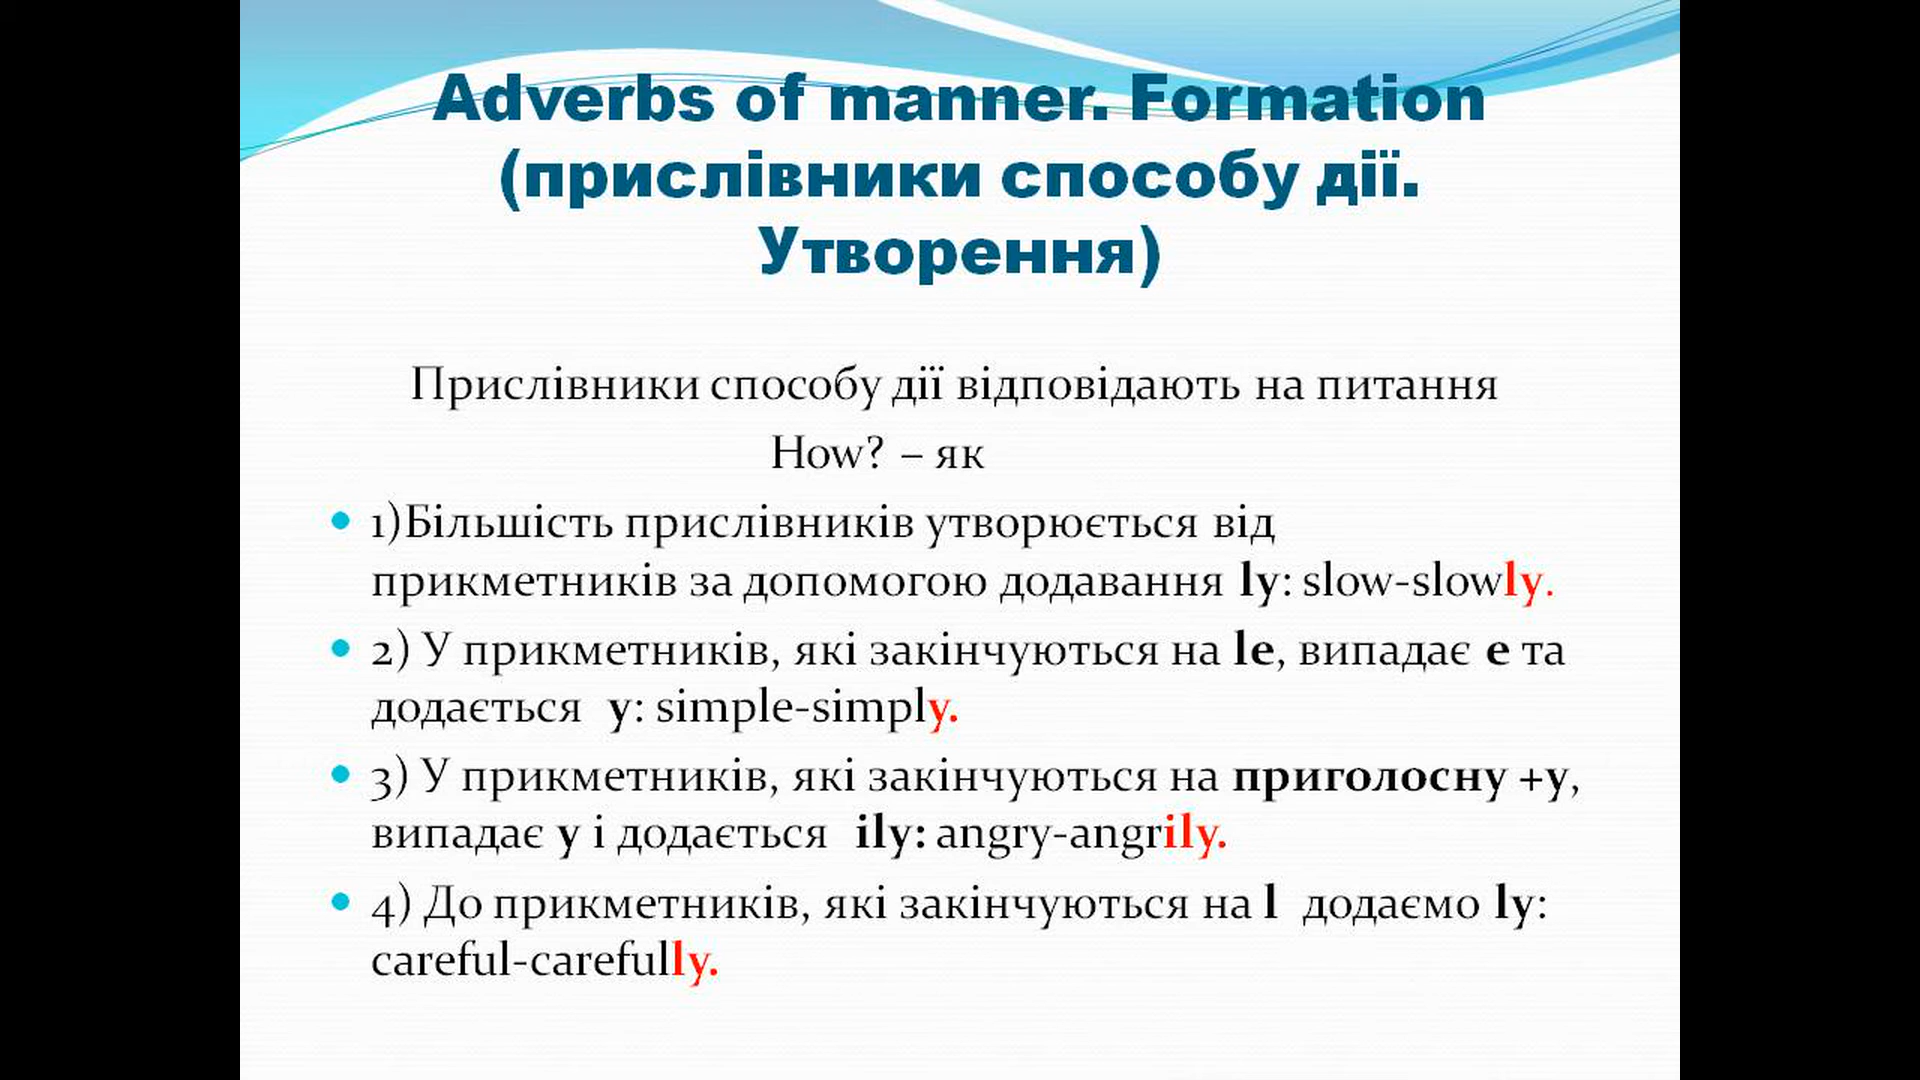 Adverbs of manner. Formation
(прислівники способу дії.
Утворення)
Прислівники способу дії відповідають на питання
How? – як
1)Більшість прислівників утворюється від
прикметників за допомогою додавання ly: slow-slowly.
2) У прикметників, які закінчуються на le, випадає e та
додається y: simple-simply.
3) У прикметників, які закінчуються на приголосну +y,
випадає y і додається ily: angry-angrily.
4) До прикметників, які закінчуються на l додаємо ly:
careful-carefully.